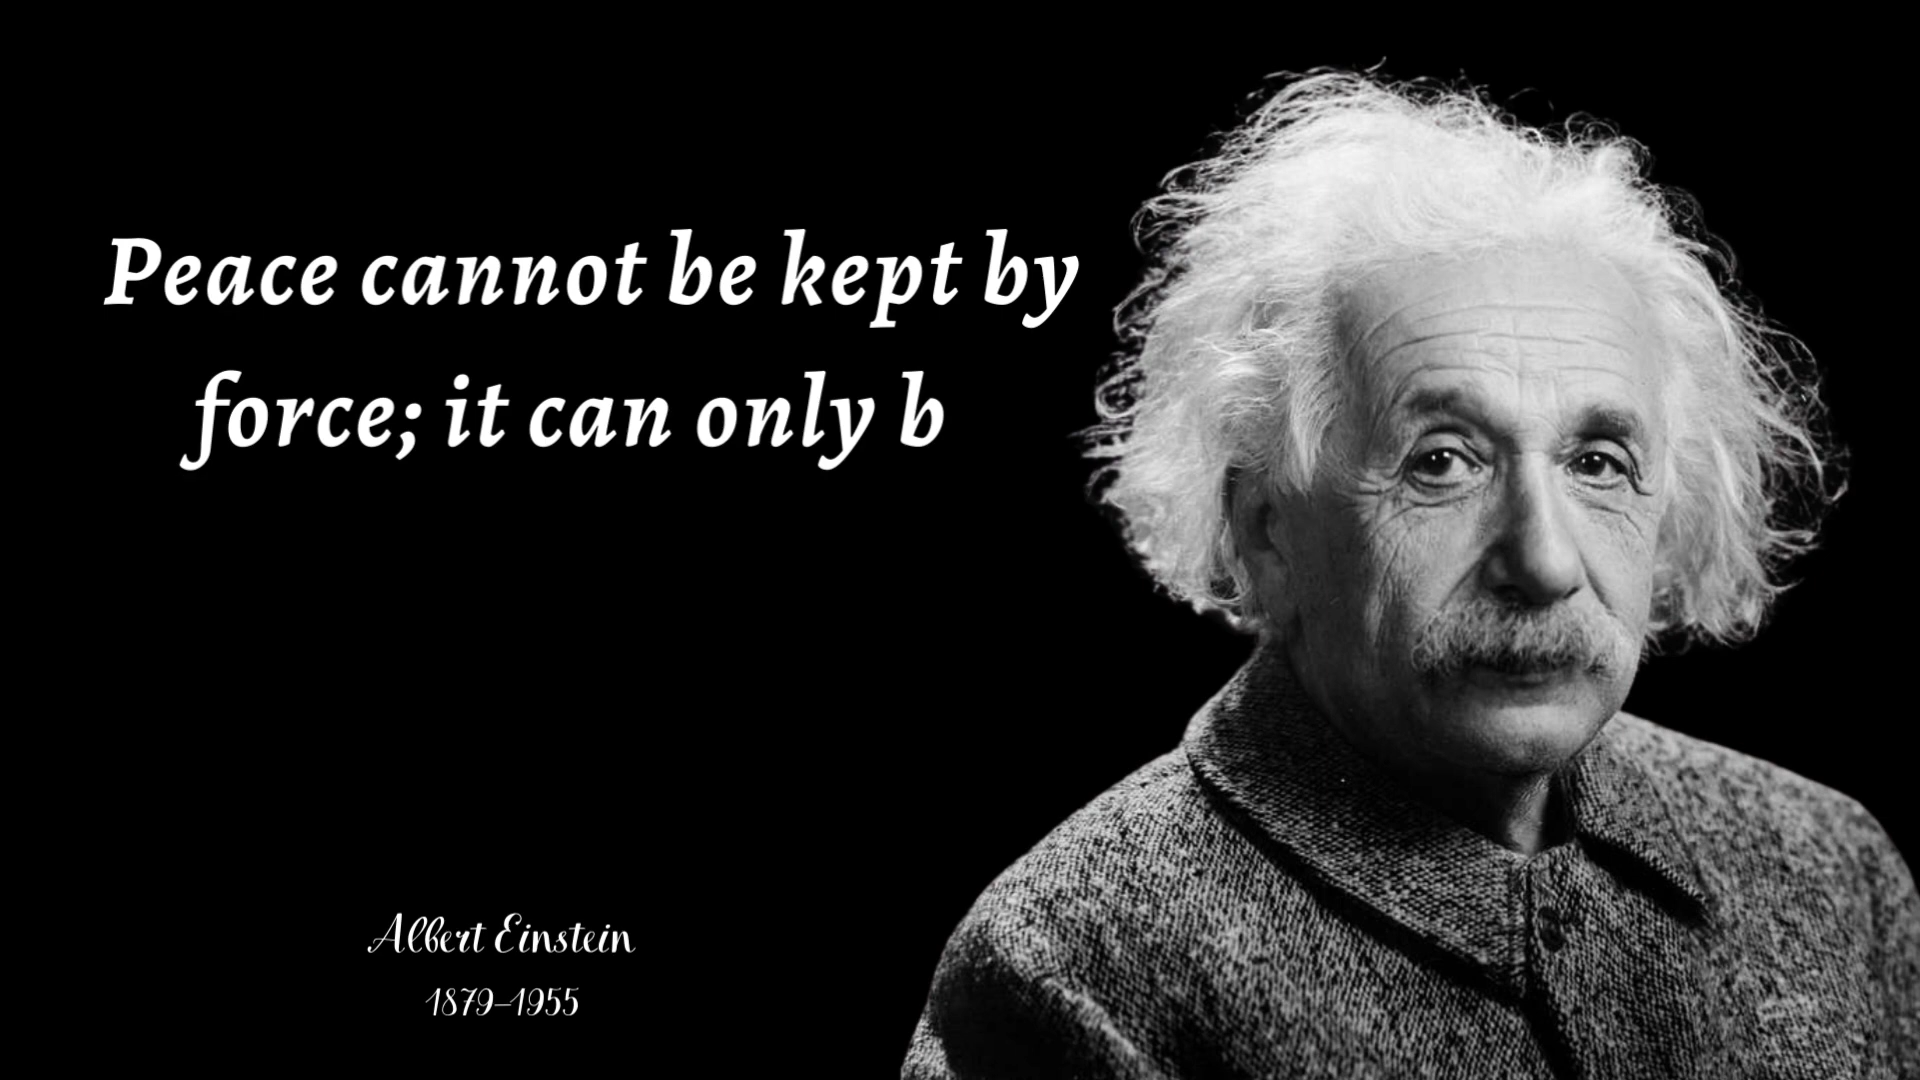 Peace cannot be kept by
force; it can only b
Albert Einstein
1879–1955